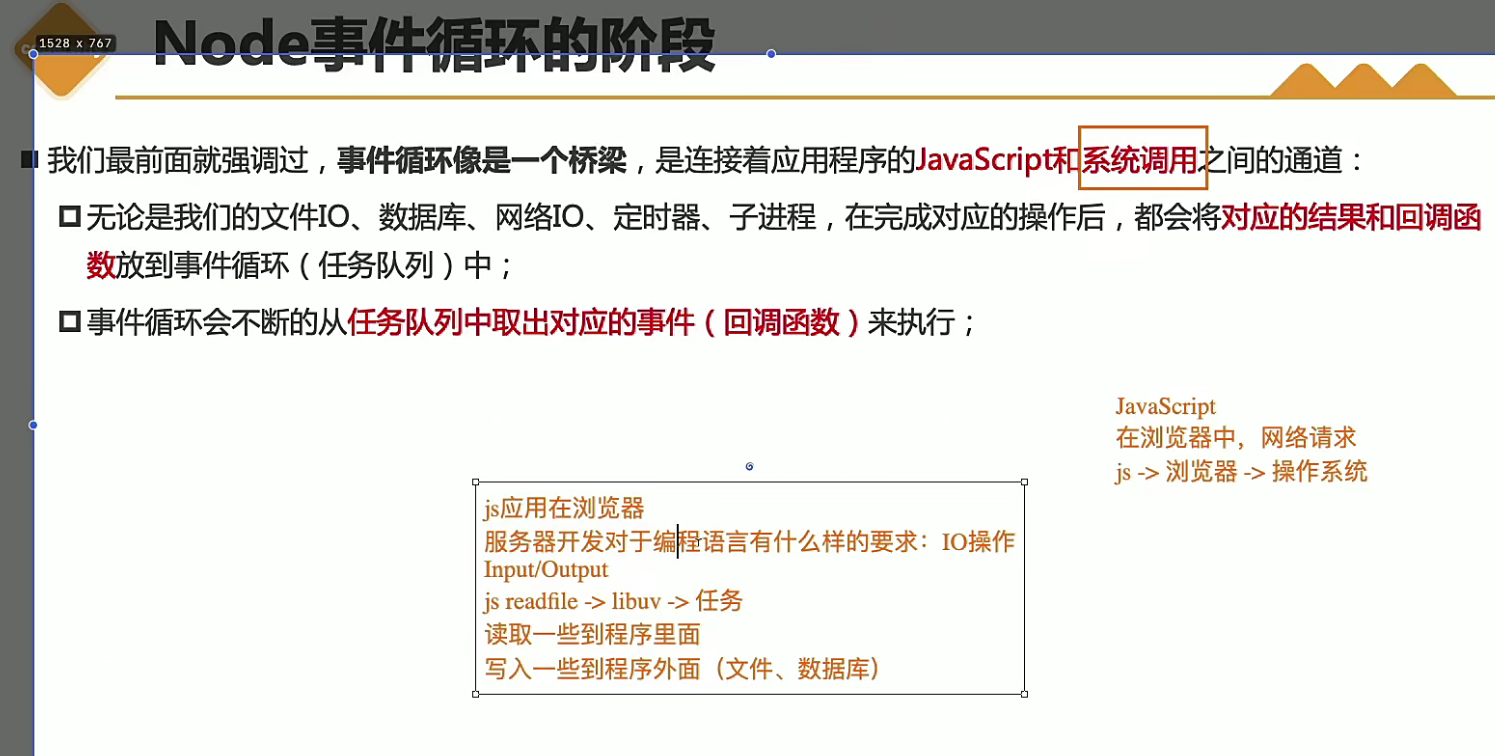 1528 x 767
Node事件循环的阶段
我们最前面就强调过，事件循环像是一个桥梁，是连接着应用程序的JavaScript和系统调用之间的通道：
无论是我们的文件IO、数据库、网络IO、定时器、子进程，在完成对应的操作后，都会将对应的结果和回调函
数放到事件循环（任务队列）中；
事件循环会不断的从任务队列中取出对应的事件（回调函数）来执行；
JavaScript
在浏览器中，网络请求
js -> 浏览器 -> 操作系统
js应用在浏览器
服务器开发对于编程语言有什么样的要求：IO操作
Input/Output
js readfile -> libuv -> 任务
读取一些到程序里面
写入一些到程序外面（文件、数据库）